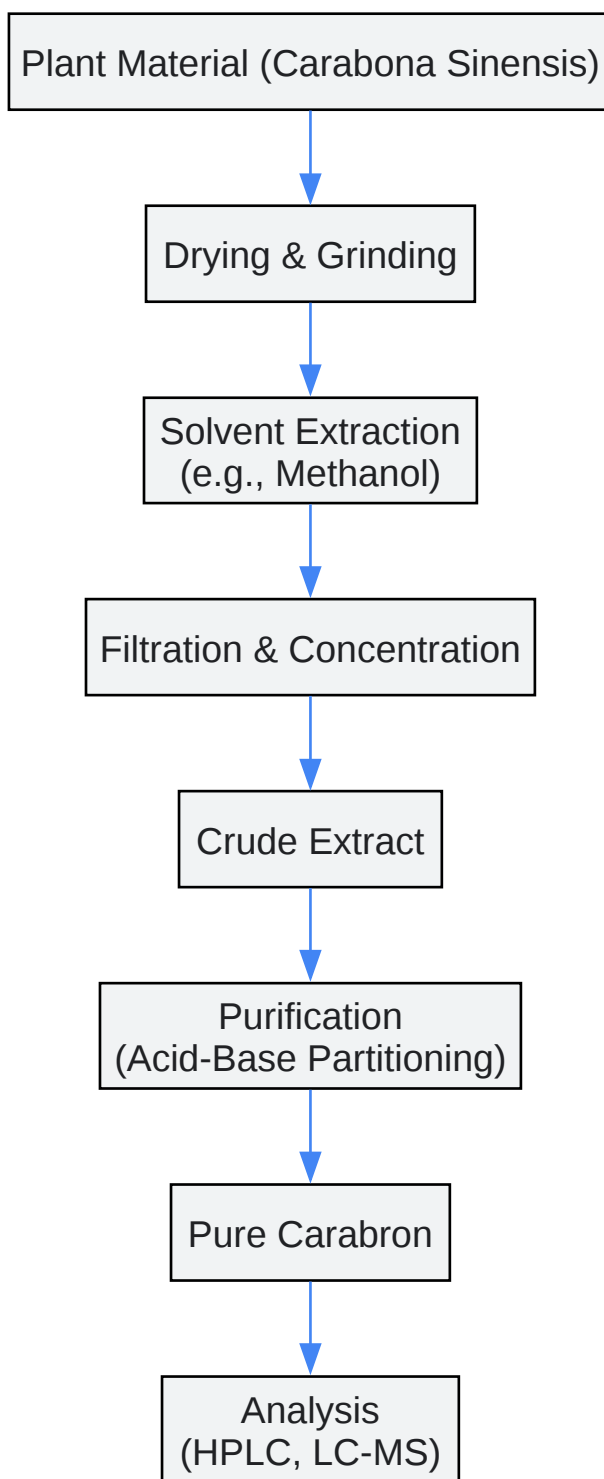 Plant Material (Carabona Sinensis)
Drying & Grinding
Solvent Extraction
(e.g., Methanol)
Filtration & Concentration
Crude Extract
Purification
(Acid-Base Partitioning)
Pure Carabron
Analysis
(HPLC, LC-MS)